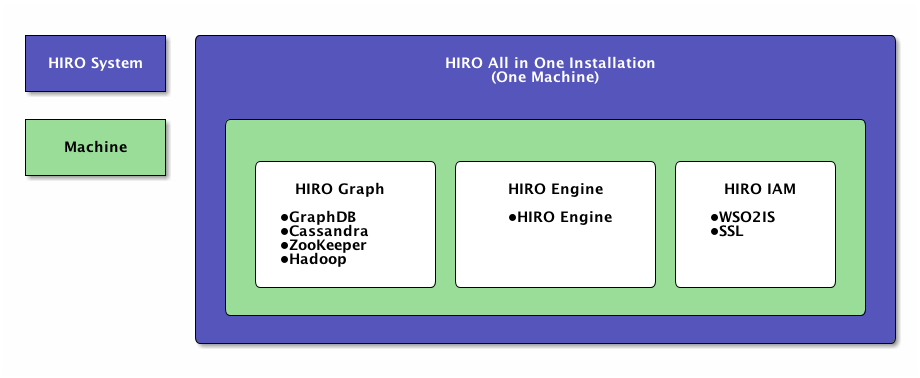 HIRO System
Machine
HIRO All in One Installation
(One Machine)
HIRO Graph
●GraphDB
●Cassandra
●ZooKeeper
●Hadoop
HIRO Engine
●HIRO Engine
HIRO IAM
●WSO2IS
●SSL